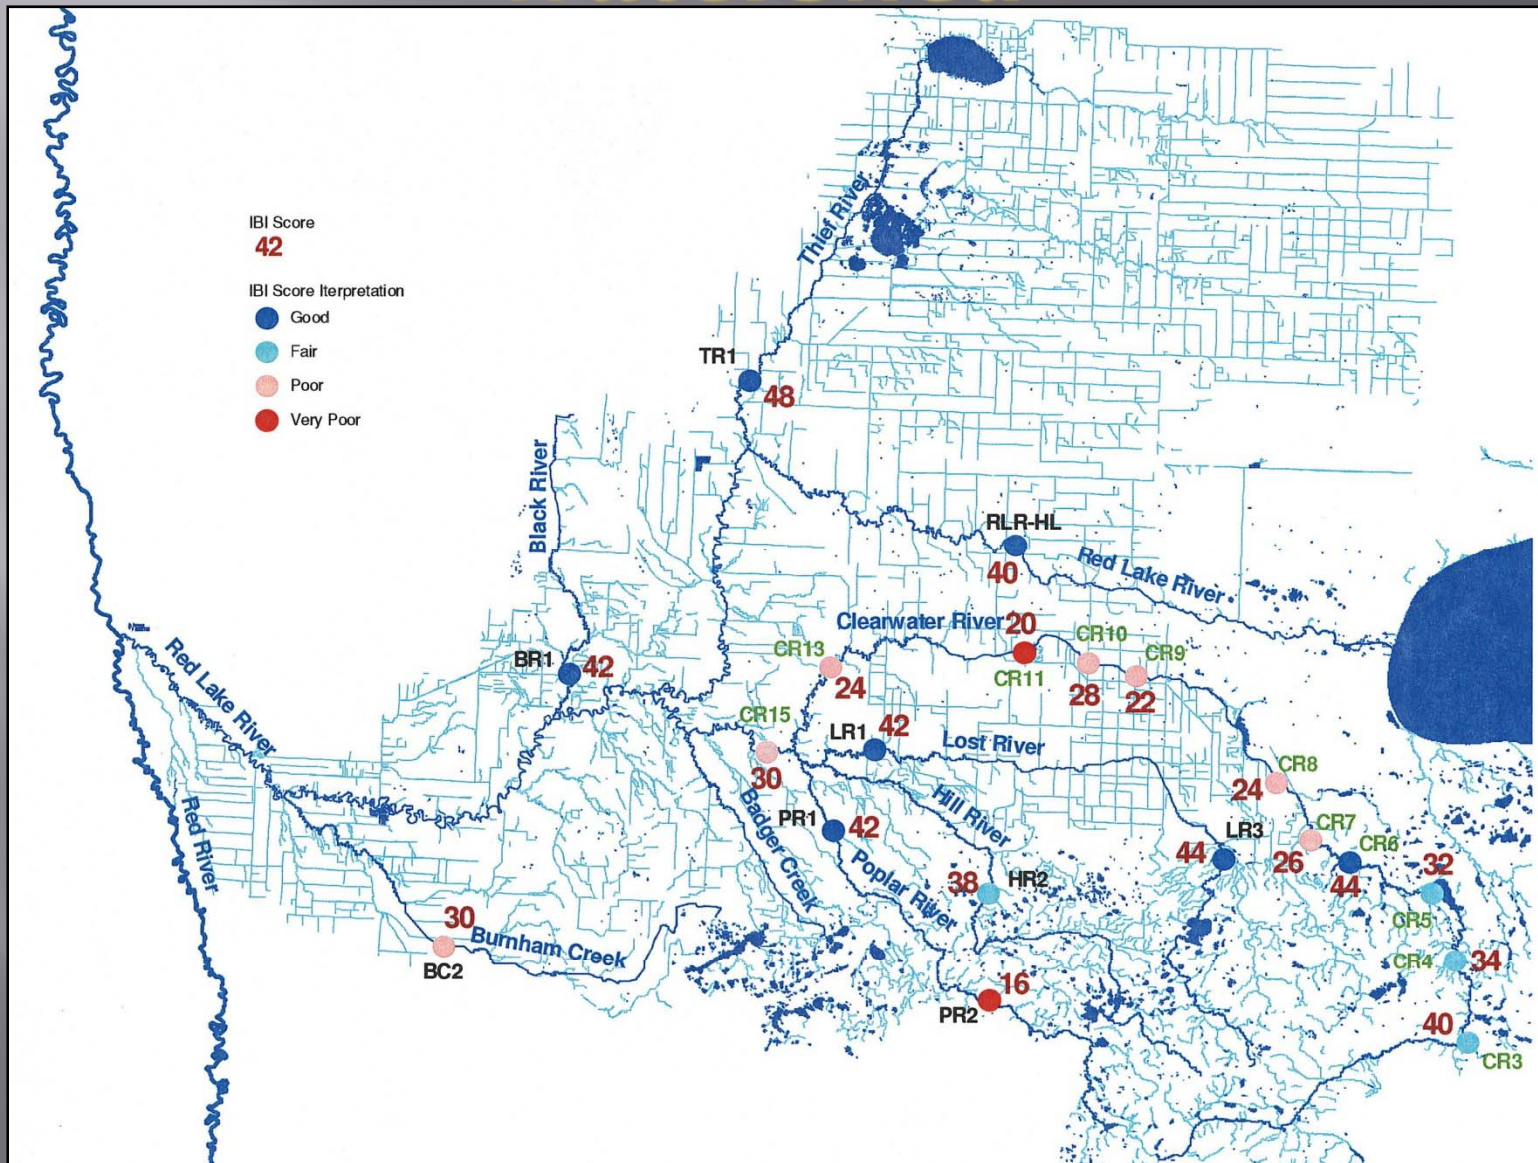 IBI Score
42
IBI Score Iterpretation
Good
Fair
Poor
Very Poor
Thief River
TR1
48
Black River
RLR-HL
40
Red Lake River
Clearwater River
20
CR11
CR10
28
CR9
22
CR13
24
BR1
42
Red Lake River
CR15
30
LR1
42
Lost River
CR8
24
Hill River
Badger Creek
PR1
42
Poplar River
LR3
44
CR7
26
CR6
44
32
CR5
Red River
38
HR2
30
BC2
Burnham Creek
CR4
34
16
PR2
40
CR3